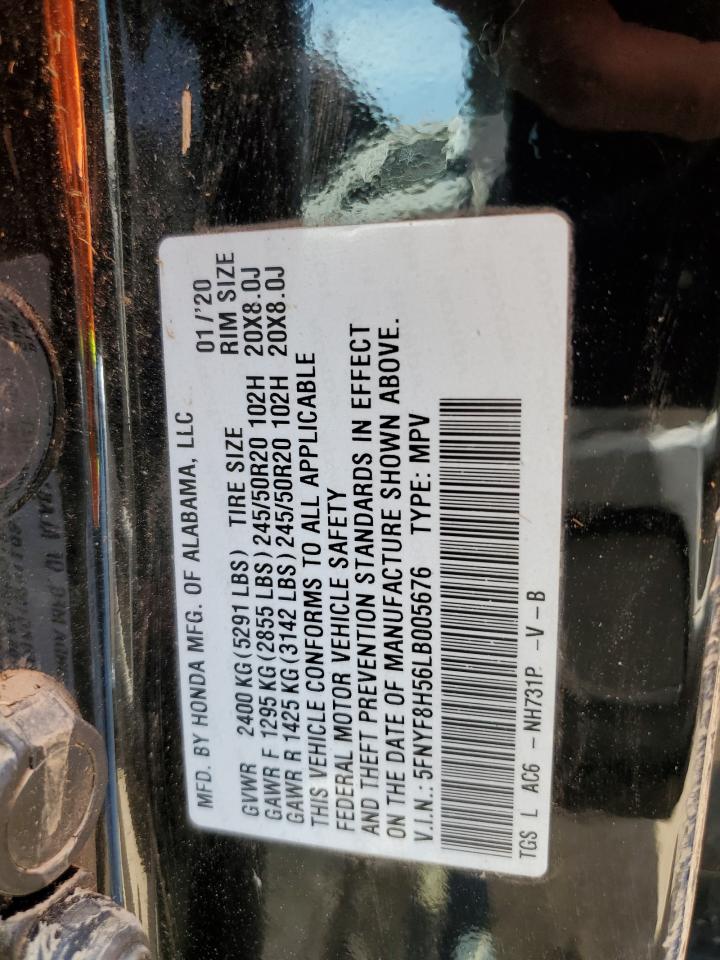 MFD. BY HONDA MFG. OF ALABAMA, LLC 01/'20
GVWR 2400 KG (5291 LBS) TIRE SIZE RIM SIZE
GAWR F 1295 KG (2855 LBS) 245/50R20 102H 20X8.0J
GAWR R 1425 KG (3142 LBS) 245/50R20 102H 20X8.0J
THIS VEHICLE CONFORMS TO ALL APPLICABLE
FEDERAL MOTOR VEHICLE SAFETY
AND THEFT PREVENTION STANDARDS IN EFFECT
ON THE DATE OF MANUFACTURE SHOWN ABOVE.
V.I.N.: 5FNYF8H56LB005676 TYPE: MPV
TGS L AC6 - NH731P -V - B